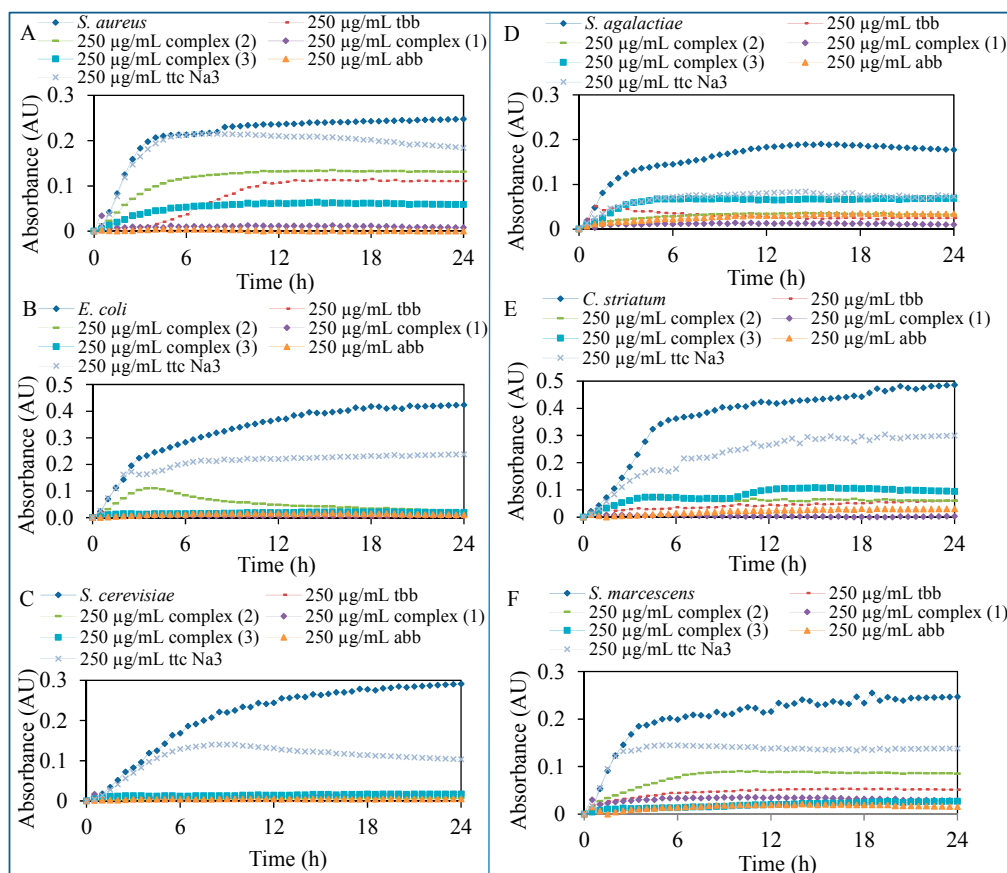 A
S. aureus
250 µg/mL tbb
250 µg/mL complex (2)
250 µg/mL complex (1)
250 µg/mL complex (3)
250 µg/mL abb
250 µg/mL ttc Na3
Absorbance (AU)
0.3
0.2
0.1
0
0 6 12 18 24
Time (h)
B
E. coli
250 µg/mL tbb
250 µg/mL complex (2)
250 µg/mL complex (1)
250 µg/mL complex (3)
250 µg/mL abb
250 µg/mL ttc Na3
Absorbance (AU)
0.5
0.4
0.3
0.2
0.1
0.0
0 6 12 18 24
Time (h)
C
S. cerevisiae
250 µg/mL tbb
250 µg/mL complex (2)
250 µg/mL complex (1)
250 µg/mL complex (3)
250 µg/mL abb
250 µg/mL ttc Na3
Absorbance (AU)
0.3
0.2
0.1
0
0 6 12 18 24
Time (h)
D
S. agalactiae
250 µg/mL tbb
250 µg/mL complex (2)
250 µg/mL complex (1)
250 µg/mL complex (3)
250 µg/mL abb
250 µg/mL ttc Na3
Absorbance (AU)
0.3
0.2
0.1
0
0 6 12 18 24
Time (h)
E
C. striatum
250 µg/mL tbb
250 µg/mL complex (2)
250 µg/mL complex (1)
250 µg/mL complex (3)
250 µg/mL abb
250 µg/mL ttc Na3
Absorbance (AU)
0.5
0.4
0.3
0.2
0.1
0.0
0 6 12 18 24
Time (h)
F
S. marcescens
250 µg/mL tbb
250 µg/mL complex (2)
250 µg/mL complex (1)
250 µg/mL complex (3)
250 µg/mL abb
250 µg/mL ttc Na3
Absorbance (AU)
0.3
0.2
0.1
0
0 6 12 18 24
Time (h)